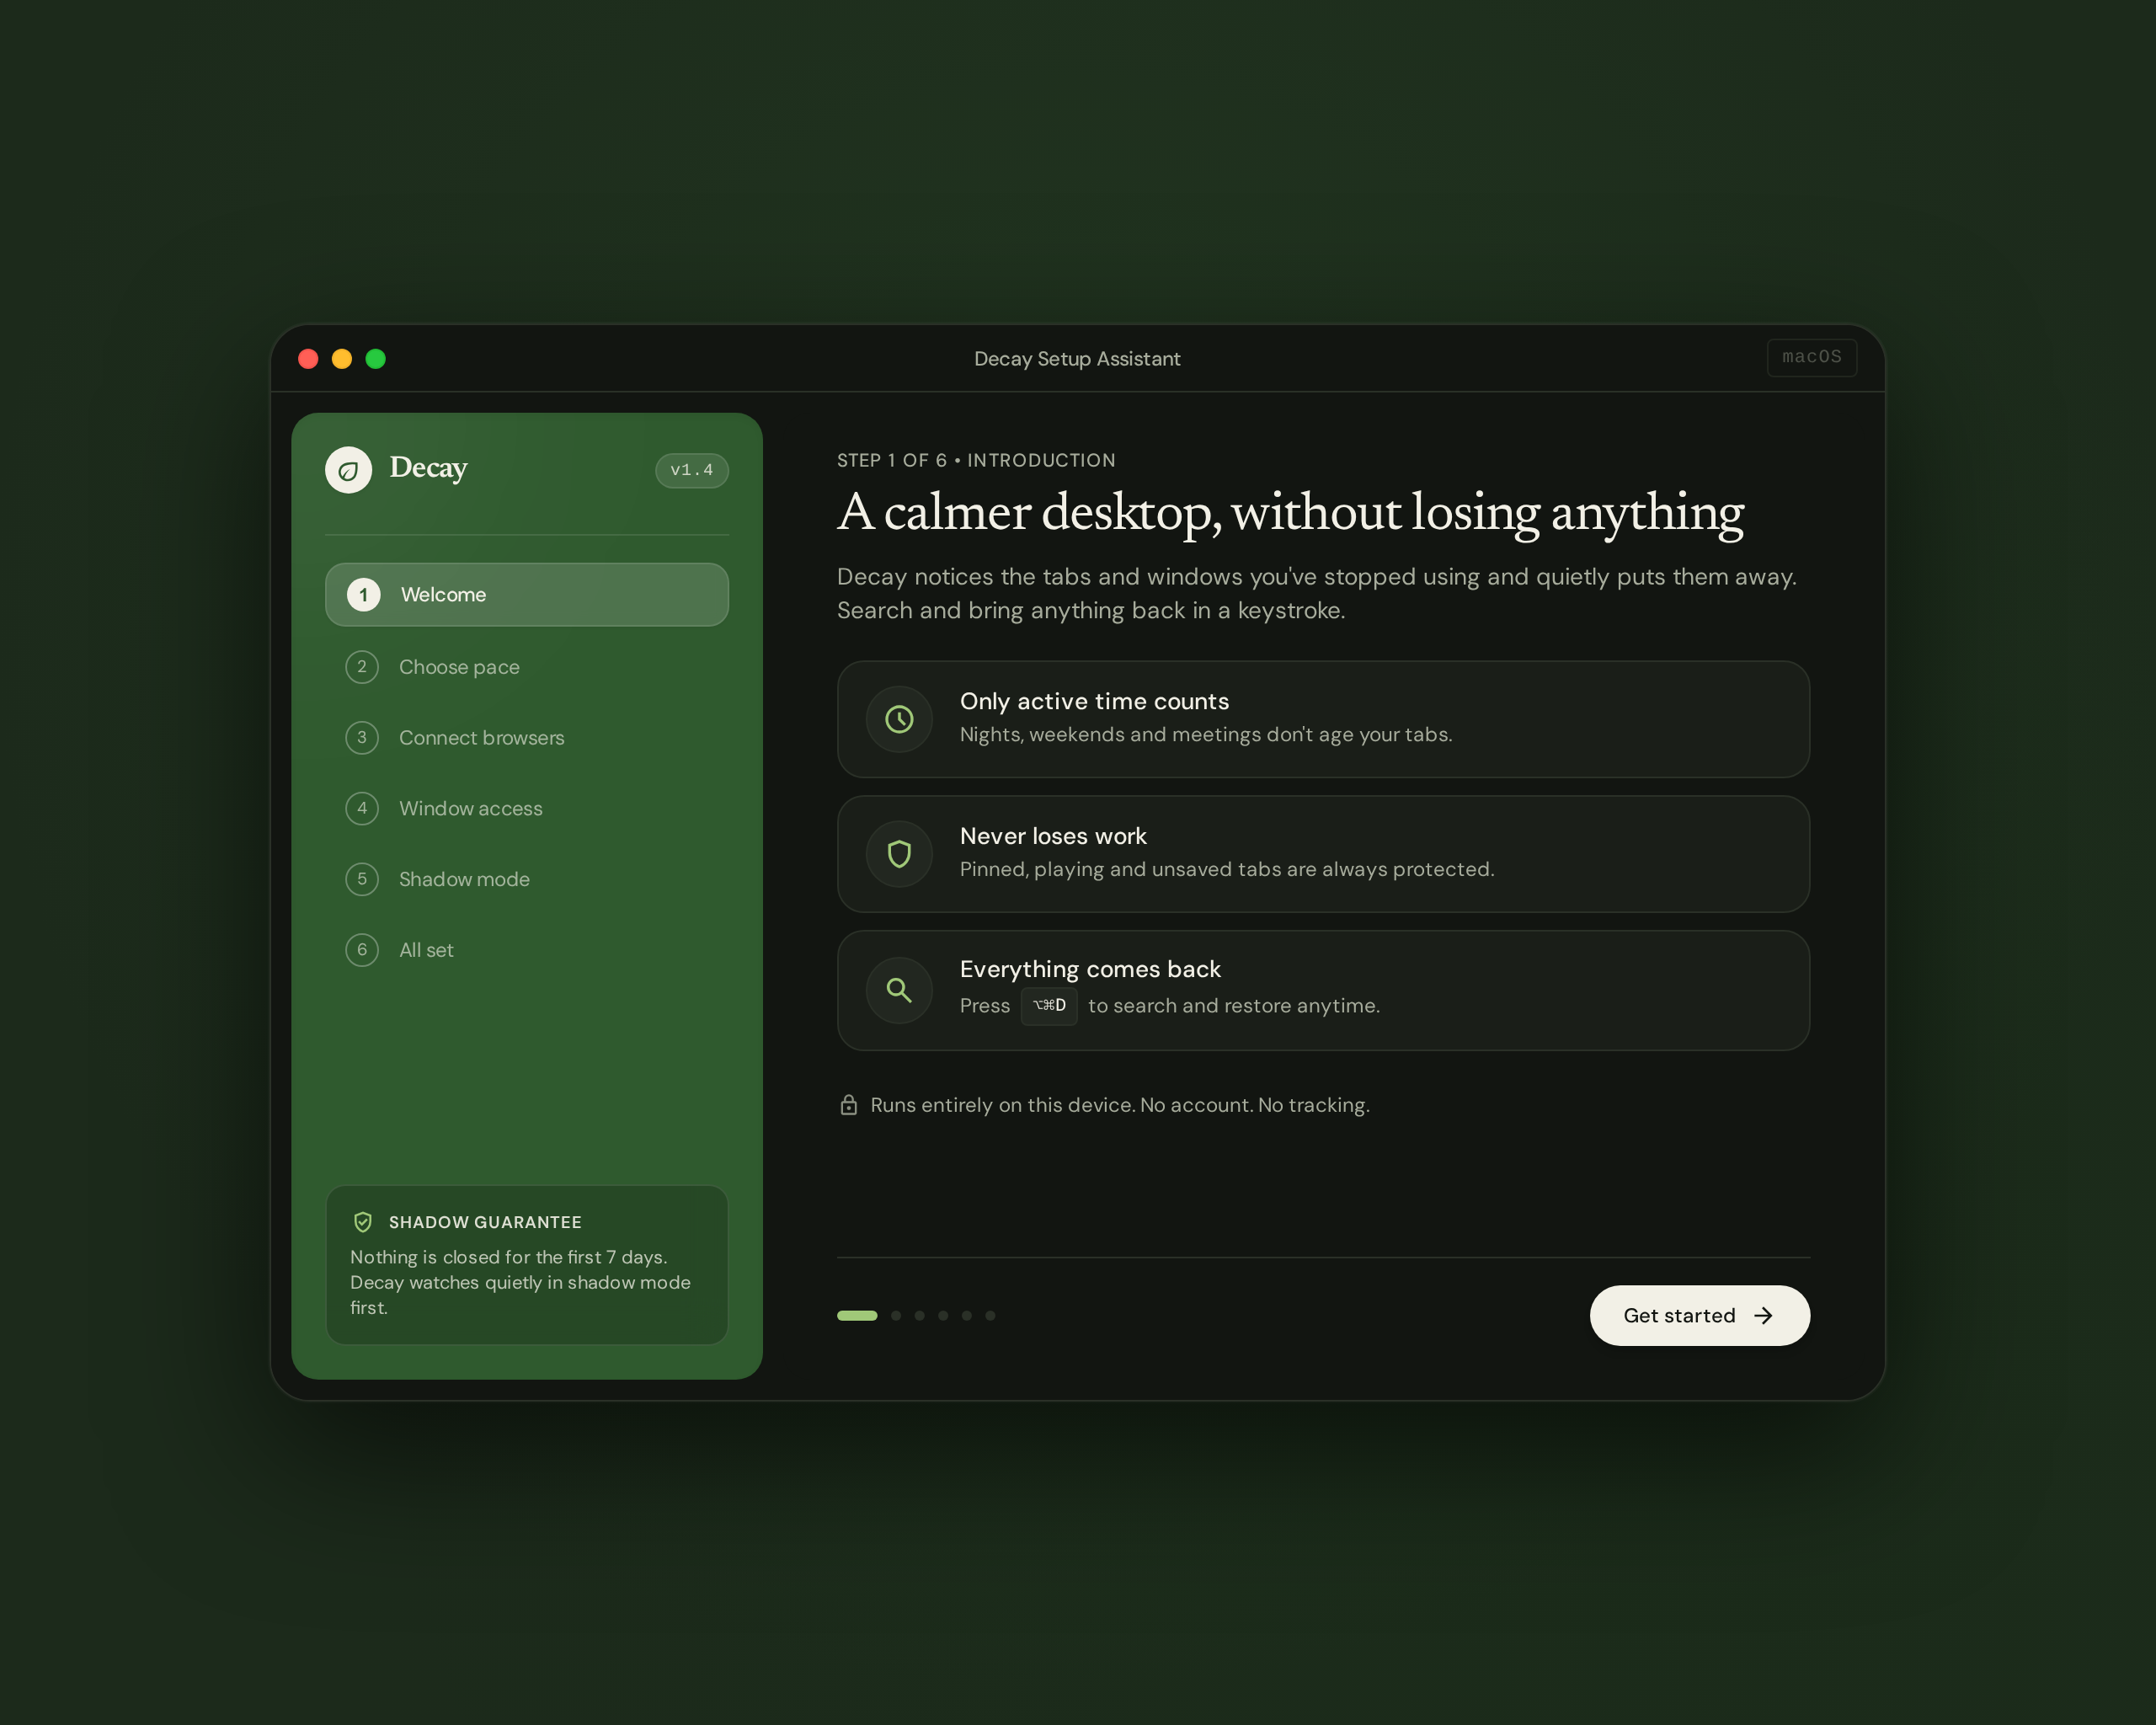 Decay Setup Assistant
macOS
Decay
v1.4
1 Welcome
2 Choose pace
3 Connect browsers
4 Window access
5 Shadow mode
6 All set
SHADOW GUARANTEE
Nothing is closed for the first 7 days.
Decay watches quietly in shadow mode
first.
STEP 1 OF 6 • INTRODUCTION
A calmer desktop, without losing anything
Decay notices the tabs and windows you've stopped using and quietly puts them away.
Search and bring anything back in a keystroke.
Only active time counts
Nights, weekends and meetings don't age your tabs.
Never loses work
Pinned, playing and unsaved tabs are always protected.
Everything comes back
Press ⌥⌘D to search and restore anytime.
Runs entirely on this device. No account. No tracking.
Get started